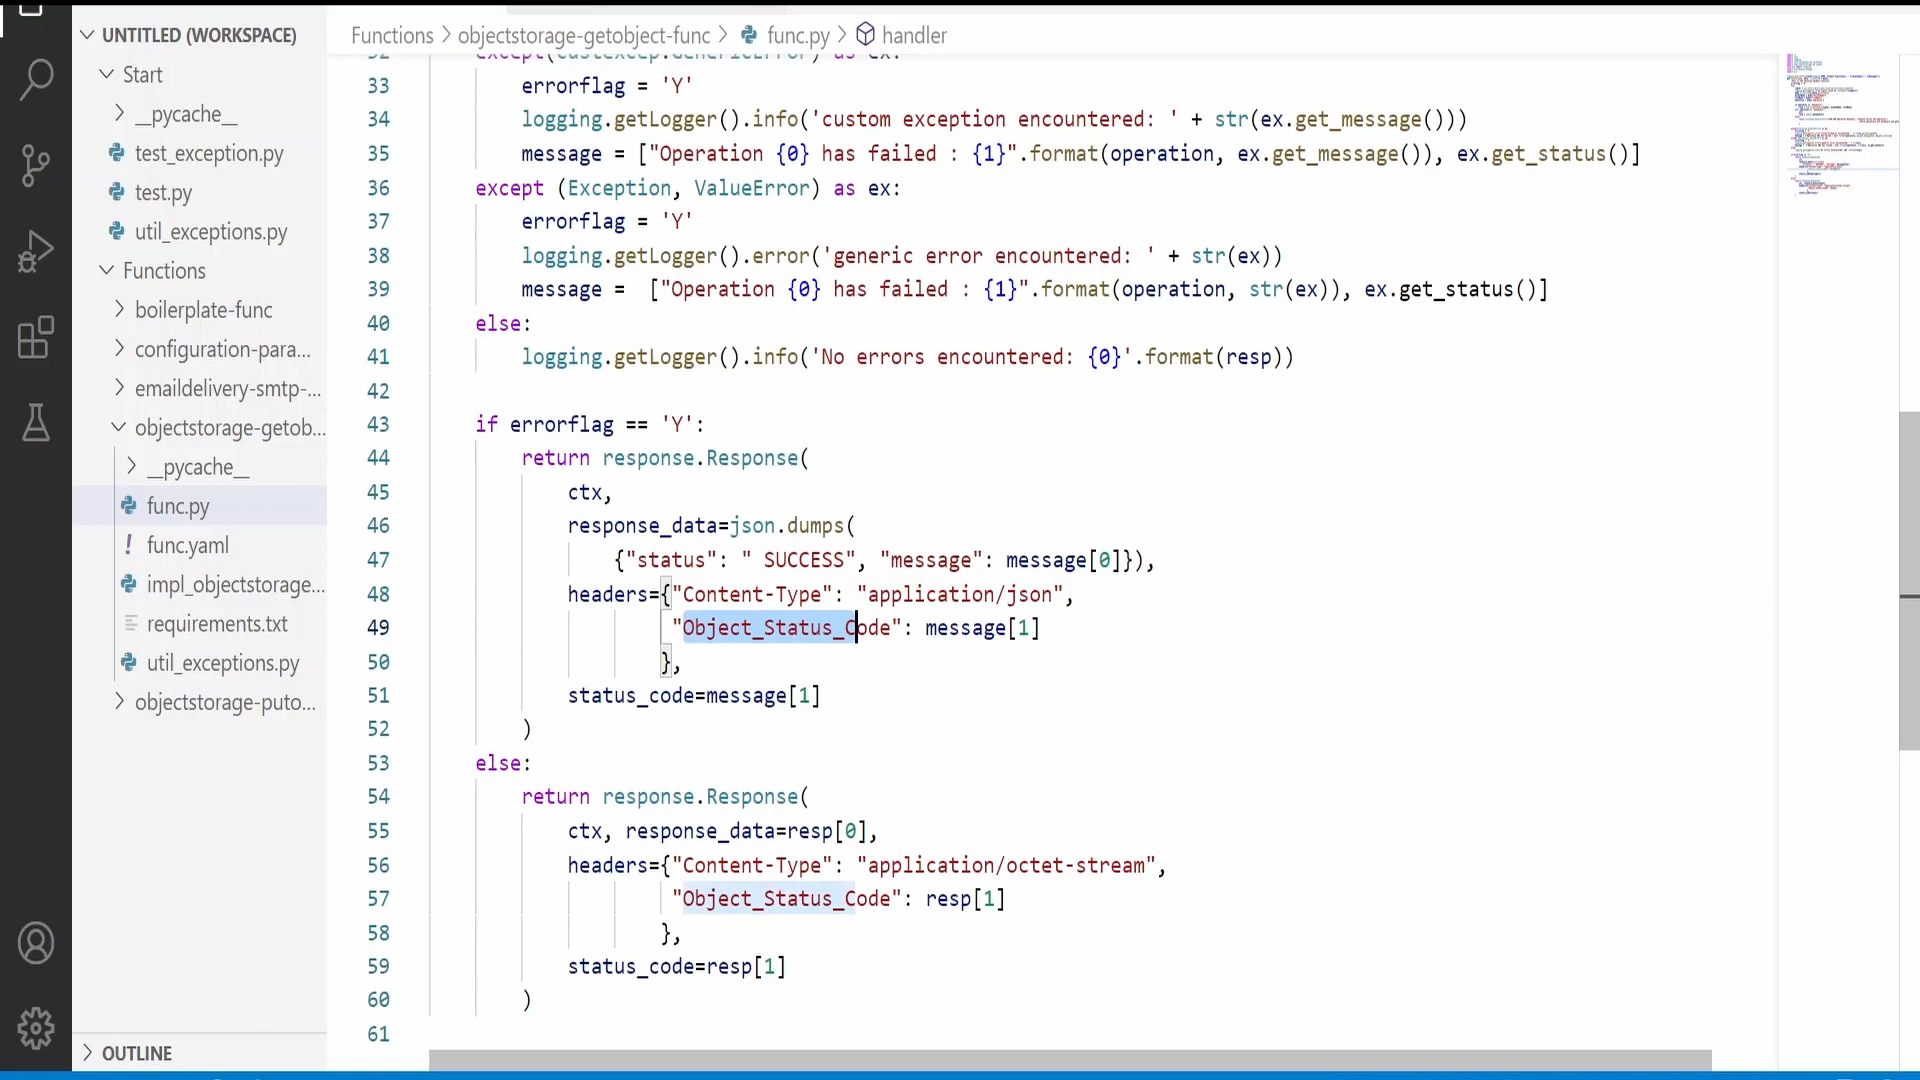 UNTITLED (WORKSPACE)
Start
__pycache__
test_exception.py
test.py
util_exceptions.py
Functions
boilerplate-func
configuration-para...
emaildelivery-smtp-...
objectstorage-getob...
__pycache__
func.py
func.yaml
impl_objectstorage...
requirements.txt
util_exceptions.py
objectstorage-puto...
OUTLINE
Functions > objectstorage-getobject-func > func.py > handler
33 errorflag = 'Y'
34 logging.getLogger().info('custom exception encountered: ' + str(ex.get_message()))
35 message = ["Operation {0} has failed : {1}".format(operation, ex.get_message()), ex.get_status()]
36 except (Exception, ValueError) as ex:
37 errorflag = 'Y'
38 logging.getLogger().error('generic error encountered: ' + str(ex))
39 message =  ["Operation {0} has failed : {1}".format(operation, str(ex)), ex.get_status()]
40 else:
41 logging.getLogger().info('No errors encountered: {0}'.format(resp))
42
43 if errorflag == 'Y':
44 return response.Response(
45 ctx,
46 response_data=json.dumps(
47 {"status": " SUCCESS", "message": message[0]}),
48 headers={"Content-Type": "application/json",
49 "Object_Status_Code": message[1]
50 },
51 status_code=message[1]
52 )
53 else:
54 return response.Response(
55 ctx, response_data=resp[0],
56 headers={"Content-Type": "application/octet-stream",
57 "Object_Status_Code": resp[1]
58 },
59 status_code=resp[1]
60 )
61